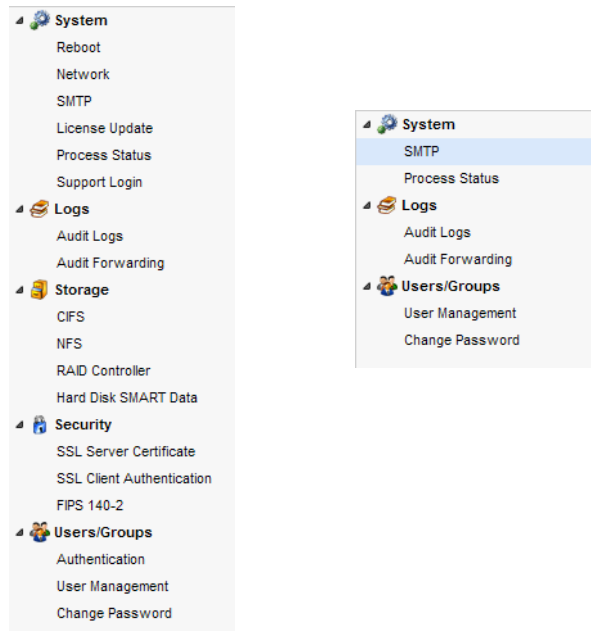 System
Reboot
Network
SMTP
License Update
Process Status
Support Login
Logs
Audit Logs
Audit Forwarding
Storage
CIFS
NFS
RAID Controller
Hard Disk SMART Data
Security
SSL Server Certificate
SSL Client Authentication
FIPS 140-2
Users/Groups
Authentication
User Management
Change Password
System
SMTP
Process Status
Logs
Audit Logs
Audit Forwarding
Users/Groups
User Management
Change Password